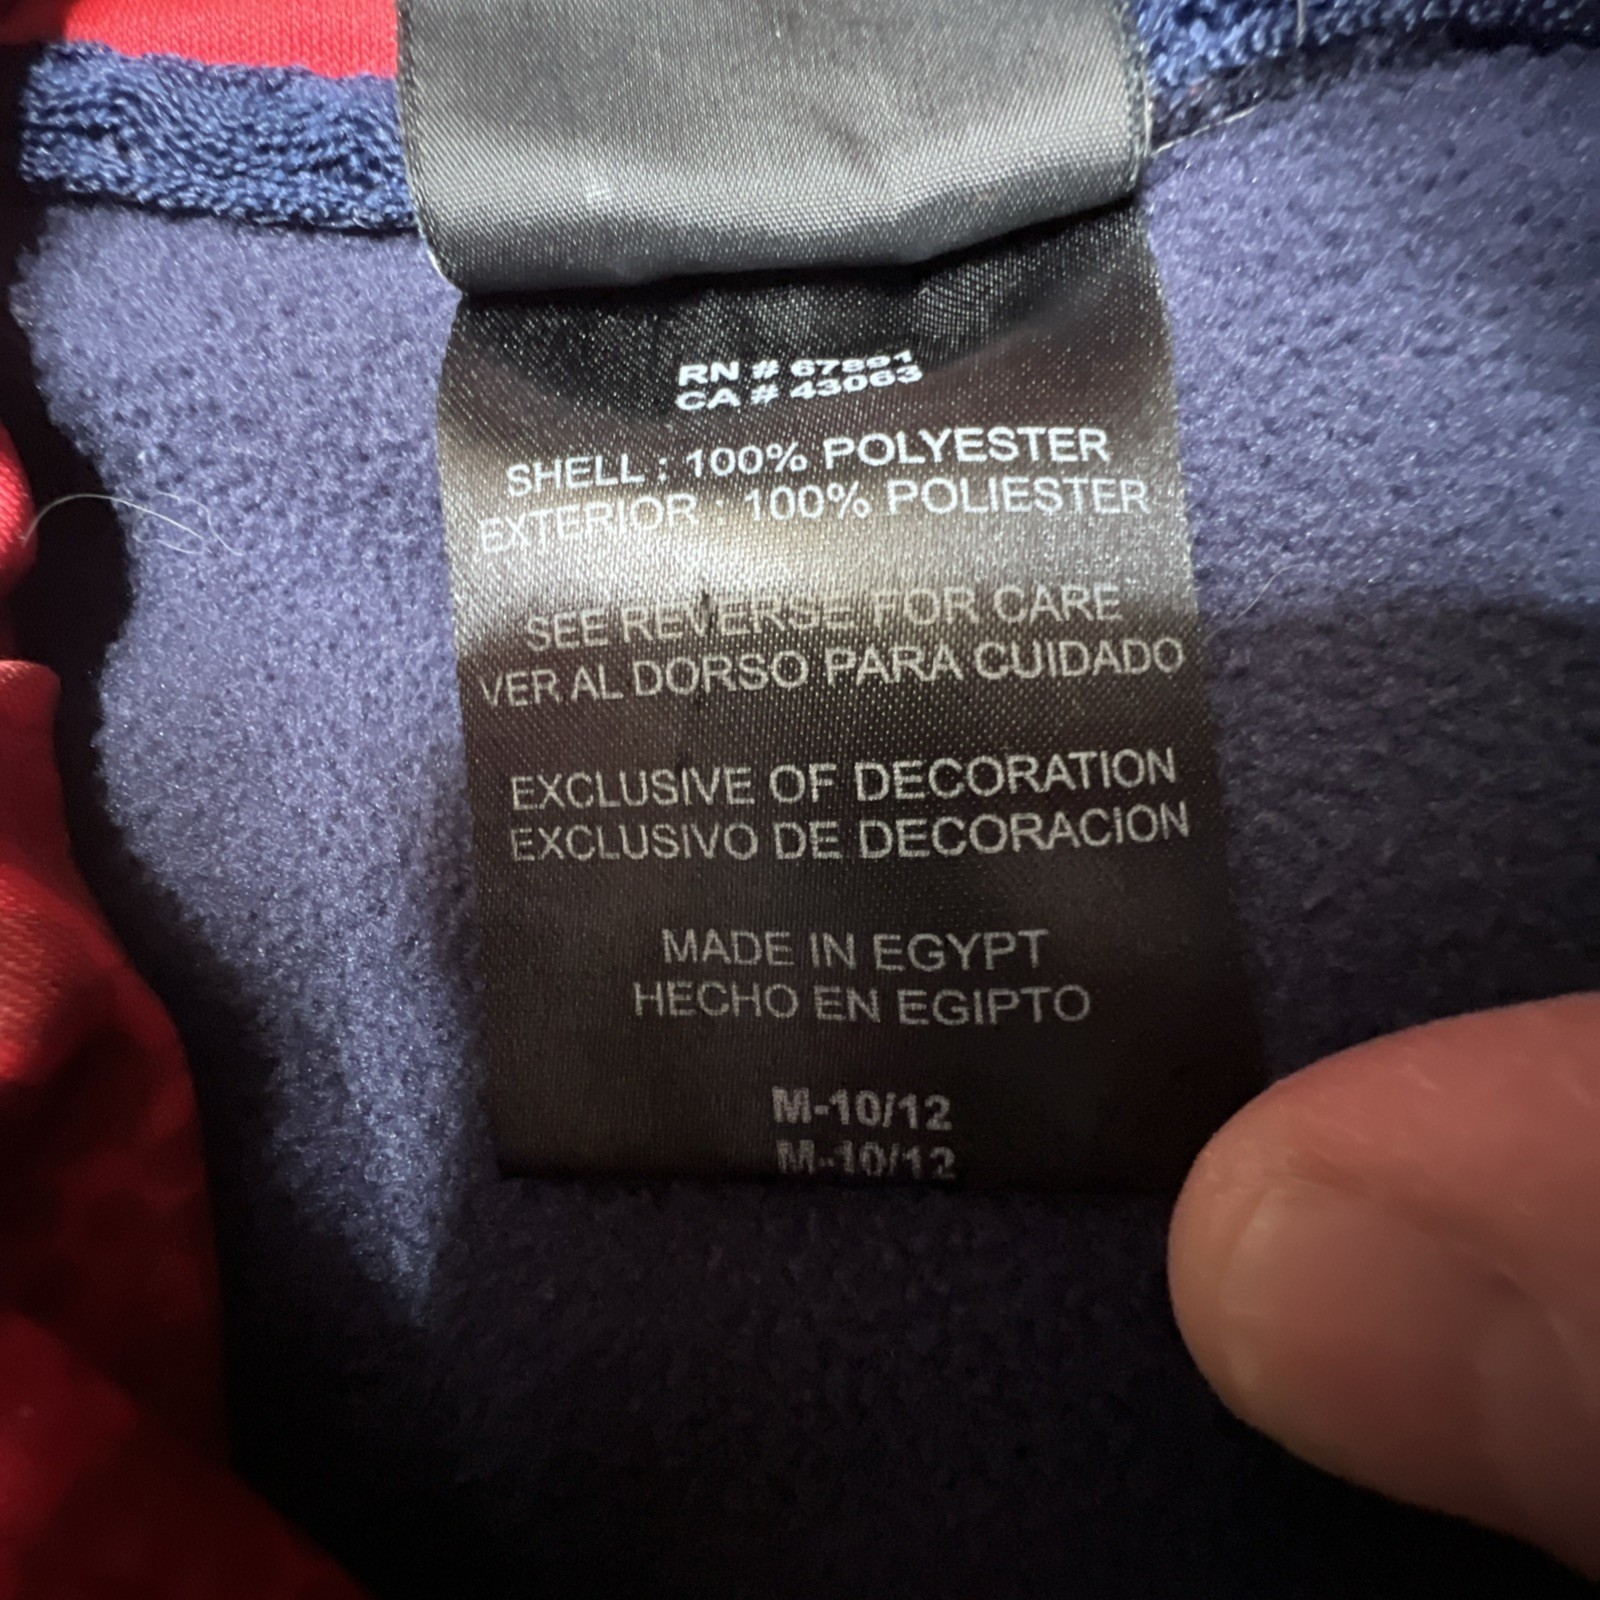 RN # 67891
CA # 43063
SHELL : 100% POLYESTER
EXTERIOR : 100% POLIESTER
SEE REVERSE FOR CARE
VER AL DORSO PARA CUIDADO
EXCLUSIVE OF DECORATION
EXCLUSIVO DE DECORACION
MADE IN EGYPT
HECHO EN EGIPTO
M-10/12
M-10/12